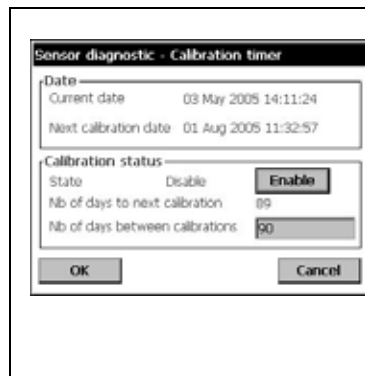 Sensor diagnostic - Calibration timer
Date
Current date 03 May 2005 14:11:24
Next calibration date 01 Aug 2005 11:32:57
Calibration status
State Disable Enable
Nb of days to next calibration 89
Nb of days between calibrations 90
OK Cancel